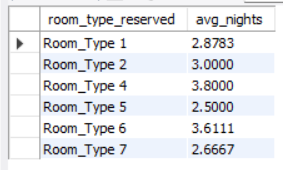 room_type_reserved avg_nights
Room_Type 1 2.8783
Room_Type 2 3.0000
Room_Type 4 3.8000
Room_Type 5 2.5000
Room_Type 6 3.6111
Room_Type 7 2.6667